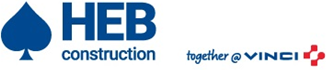 HEB
construction
together @ VINCI